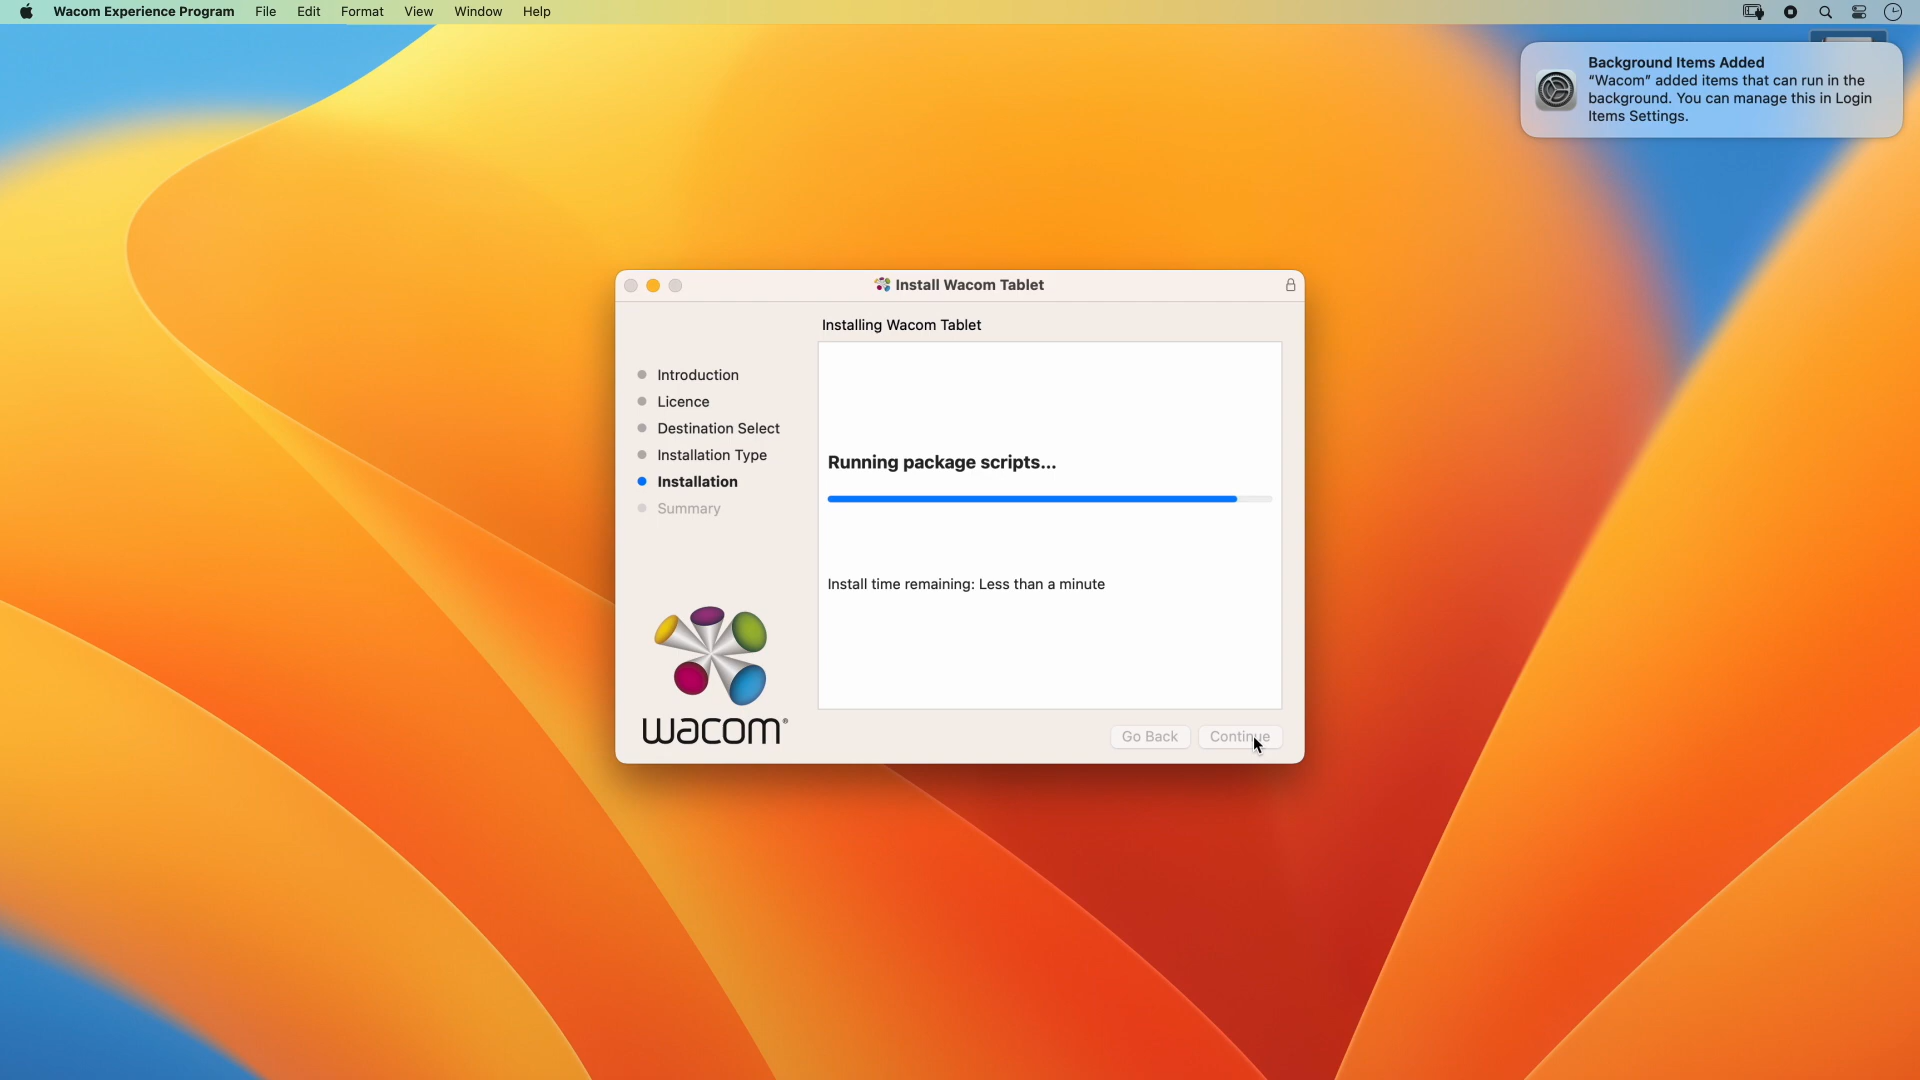 Wacom Experience Program File Edit Format View Window Help
Background Items Added
“Wacom” added items that can run in the
background. You can manage this in Login
Items Settings.
Install Wacom Tablet
Installing Wacom Tablet
Introduction
Licence
Destination Select
Installation Type
Installation
Summary
Running package scripts...
Install time remaining: Less than a minute
wacom®
Go Back Continue